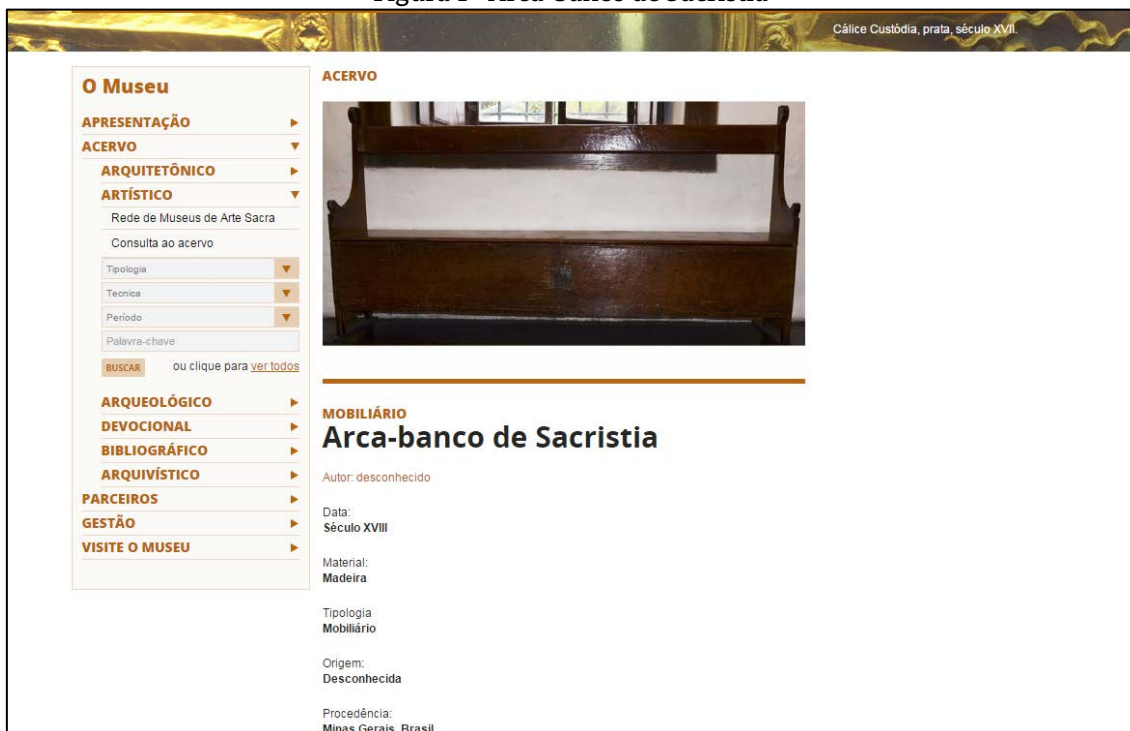 Cálice Custódia, prata, século XVII.
O Museu
APRESENTAÇÃO
ACERVO
ARQUITETÔNICO
ARTÍSTICO
Rede de Museus de Arte Sacra
Consulta ao acervo
Tipologia
Tecnica
Período
Palavra-chave
BUSCAR ou clique para ver todos
ARQUEOLÓGICO
DEVOCIONAL
BIBLIOGRÁFICO
ARQUIVÍSTICO
PARCEIROS
GESTÃO
VISITE O MUSEU
ACERVO
MOBILIÁRIO
Arca-banco de Sacristia
Autor: desconhecido
Data:
Século XVIII
Material:
Madeira
Tipologia
Mobiliário
Origem:
Desconhecida
Procedência:
Minas Gerais, Brasil